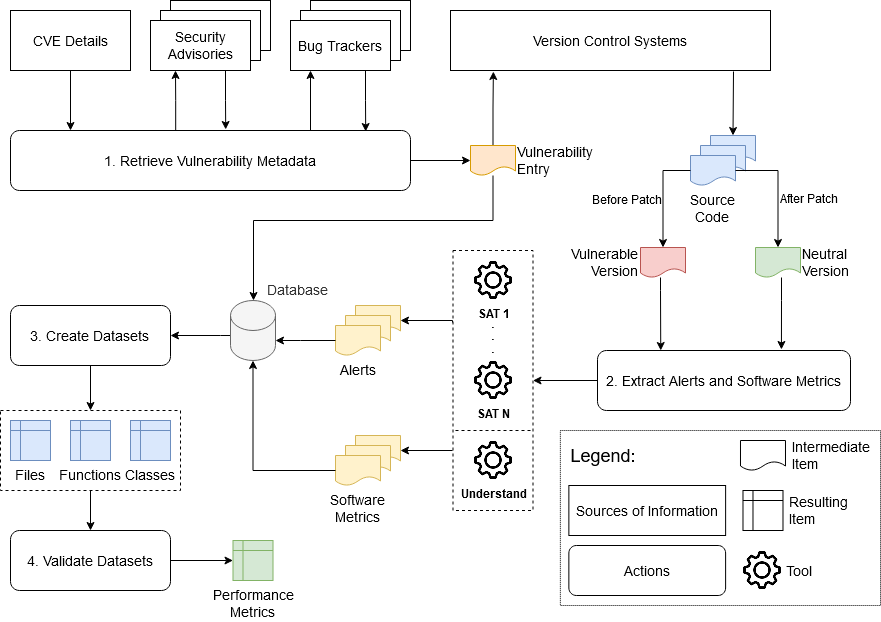 CVE Details
Security
Advisories
Bug Trackers
Version Control Systems
1. Retrieve Vulnerability Metadata
Vulnerability
Entry
Source
Code
Before Patch
After Patch
Vulnerable
Version
Neutral
Version
Database
SAT 1
.
.
.
SAT N
Understand
Alerts
Software
Metrics
2. Extract Alerts and Software Metrics
3. Create Datasets
Files
Functions
Classes
4. Validate Datasets
Performance
Metrics
Legend:
Intermediate
Item
Sources of Information
Resulting
Item
Actions
Tool